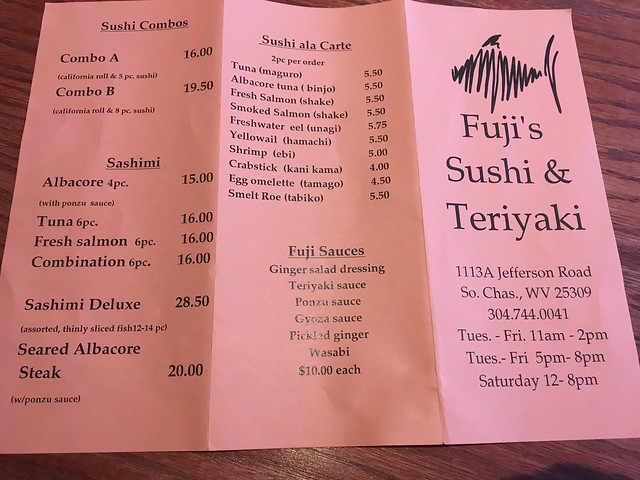 Sushi Combos
Combo A 16.00
(california roll & 5 pc. sushi)
Combo B 19.50
(california roll & 8 pc. sushi)
Sashimi
Albacore 4pc. 15.00
(with ponzu sauce)
Tuna 6pc. 16.00
Fresh salmon 6pc. 16.00
Combination 6pc. 16.00
Sashimi Deluxe 28.50
(assorted, thinly sliced fish12-14 pc)
Seared Albacore
Steak 20.00
(w/ponzu sauce)
Sushi ala Carte
2pc per order
Tuna (maguro) 5.50
Albacore tuna ( binjo) 5.50
Fresh Salmon (shake) 5.50
Smoked Salmon (shake) 5.50
Freshwater eel (unagi) 5.75
Yellowail (hamachi) 5.50
Shrimp (ebi) 5.00
Crabstick (kani kama) 4.00
Egg omelette (tamago) 4.50
Smelt Roe (tabiko) 5.50
Fuji Sauces
Ginger salad dressing
Teriyaki sauce
Ponzu sauce
Gyoza sauce
Pickled ginger
Wasabi
$10.00 each
Fuji's
Sushi &
Teriyaki
1113A Jefferson Road
So. Chas., WV 25309
304.744.0041
Tues. - Fri. 11am - 2pm
Tues.- Fri 5pm- 8pm
Saturday 12- 8pm